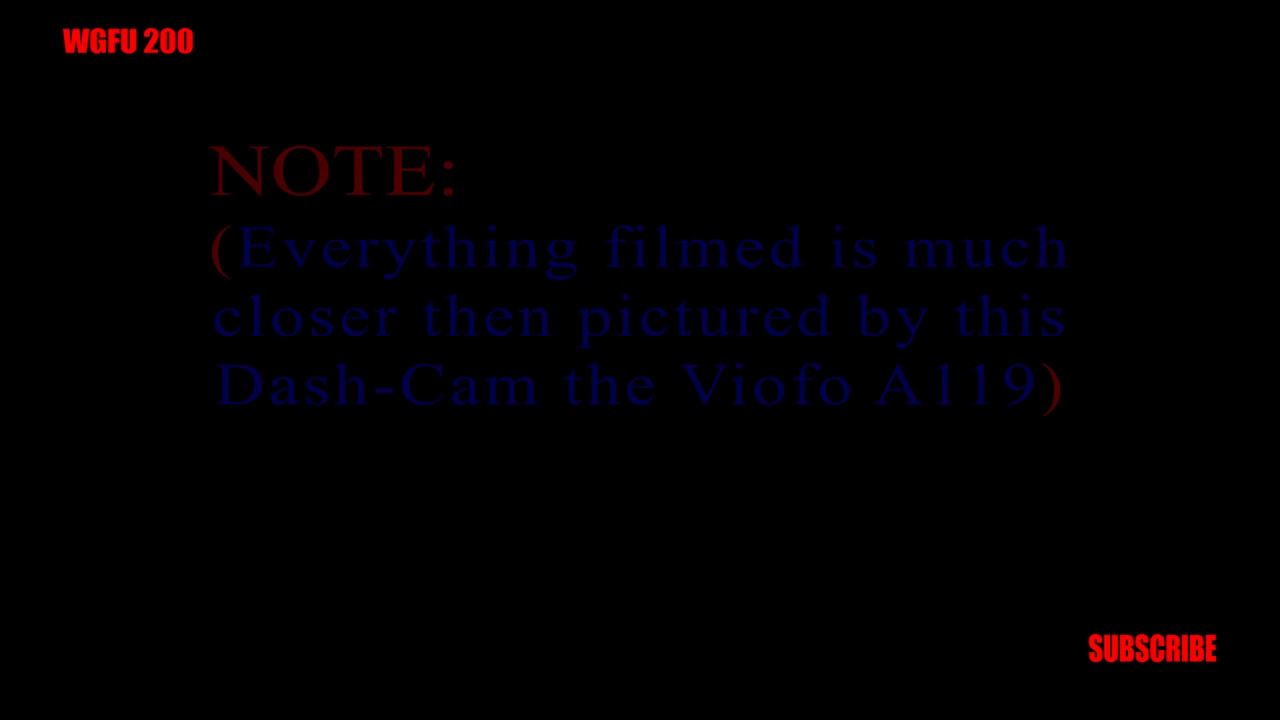 WGFU 200
NOTE:
(Everything filmed is much
closer then pictured by this
Dash-Cam the Viofo A119)
SUBSCRIBE